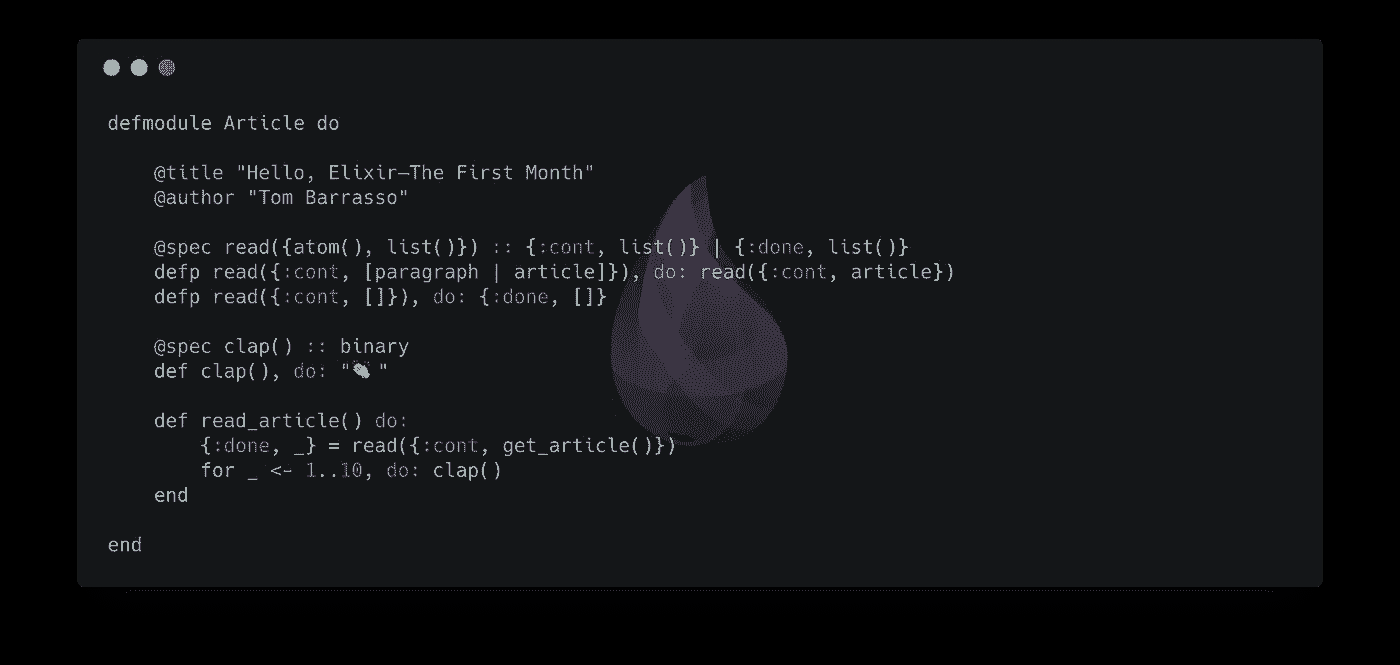 defmodule Article do
@title "Hello, Elixir—The First Month"
@author "Tom Barrasso"
@spec read({atom(), list()}) :: {:cont, list()} | {:done, list()}
defp read({:cont, [paragraph | article]}), do: read({:cont, article})
defp read({:cont, []}), do: {:done, []}
@spec clap() :: binary
def clap(), do: "👏"
def read_article() do:
{:done, _} = read({:cont, get_article()})
for _ <- 1..10, do: clap()
end
end